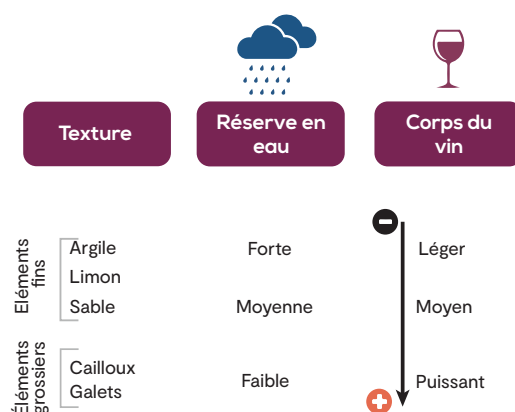 Texture
Réserve en
eau
Corps du
vin
Eléments
fins
Argile
Forte
Léger
Limon
Sable
Moyenne
Moyen
Éléments
grossiers
Cailloux
Galets
Faible
Puissant